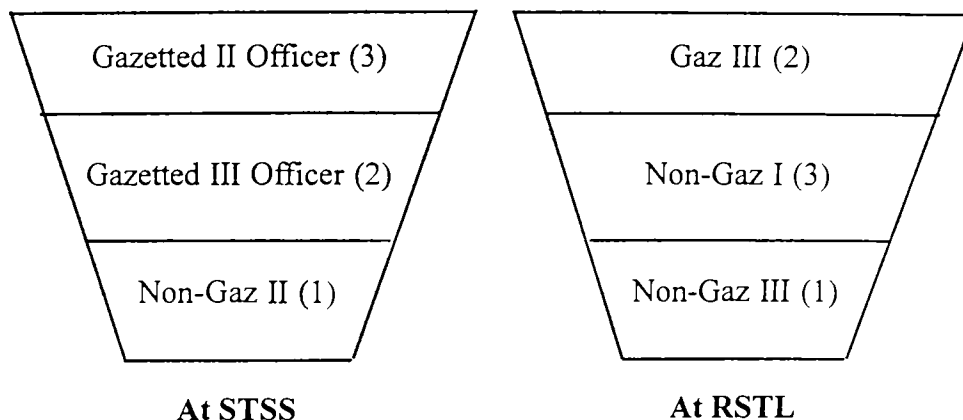 Gazetted II Officer (3)
Gazetted III Officer (2)
Non-Gaz II (1)
At STSS
Gaz III (2)
Non-Gaz I (3)
Non-Gaz III (1)
At RSTL